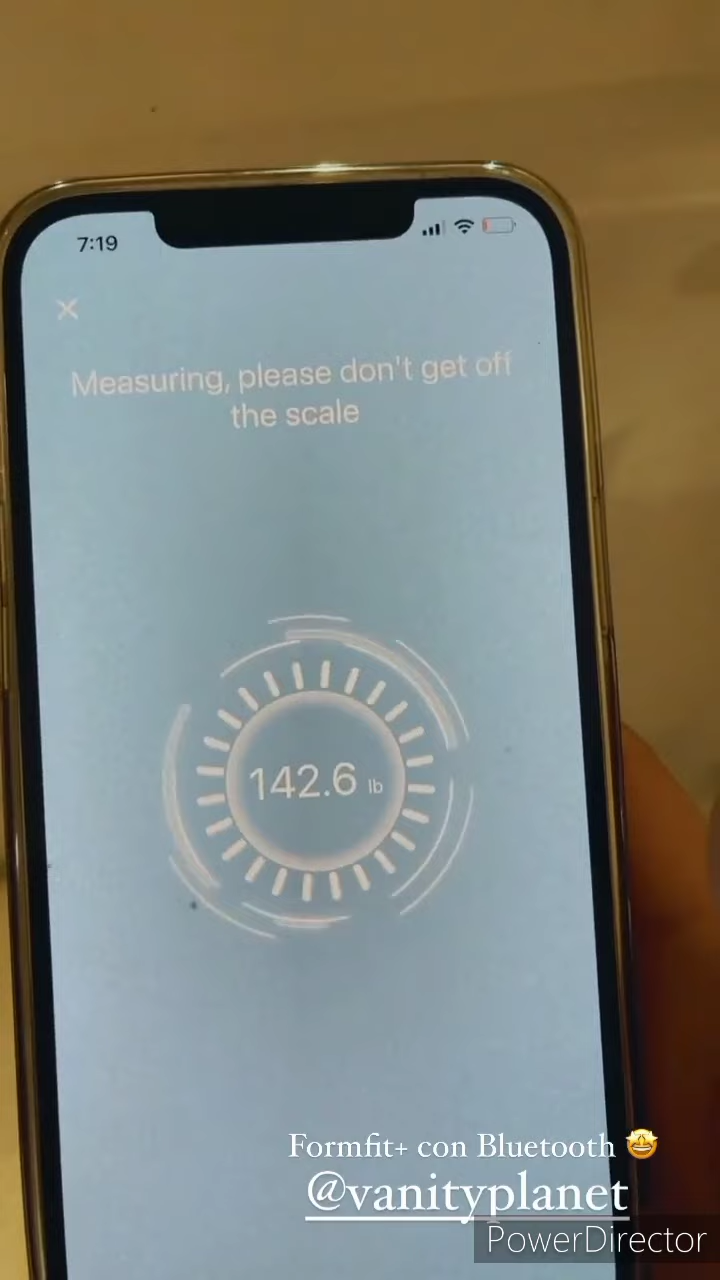 7:19
Measuring, please don't get off
the scale
142.6 lb
Formfit+ con Bluetooth 🤩
@vanityplanet
PowerDirector